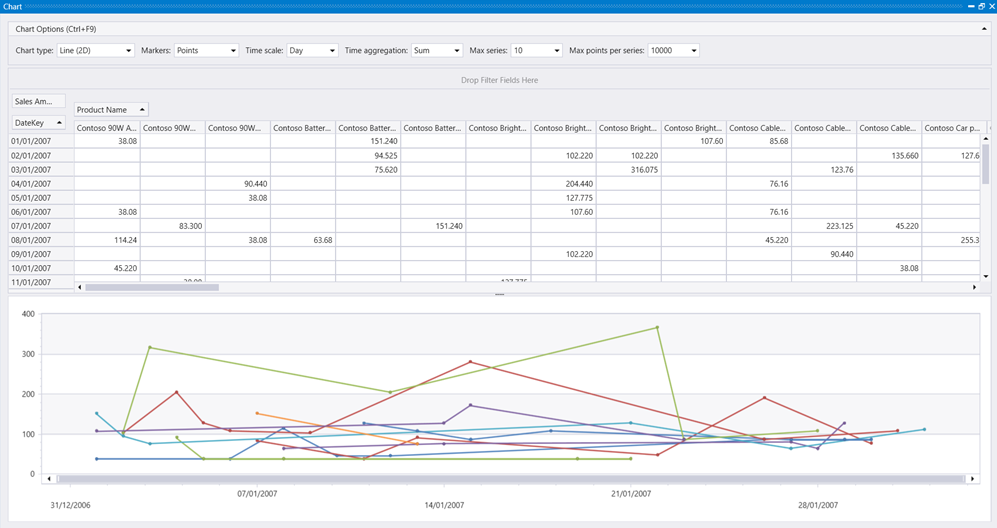 Chart
Chart Options (Ctrl+F9)
Chart type: Line (2D) Markers: Points Time scale: Day Time aggregation: Sum Max series: 10 Max points per series: 10000
Drop Filter Fields Here
Sales Am...
Product Name
DateKey
Contoso 90W A... Contoso 90W... Contoso 90W... Contoso Batter... Contoso Batter... Contoso Batter... Contoso Bright... Contoso Bright... Contoso Bright... Contoso Bright... Contoso Cable... Contoso Cable... Contoso Cable... Contoso Car p...
01/01/2007 38.08 151.240 107.60 85.68
02/01/2007 94.525 102.220 102.220 135.660 127.6
03/01/2007 75.620 316.075 123.76
04/01/2007 90.440 204.440 76.16
05/01/2007 38.08 127.775
06/01/2007 38.08 107.60 76.16
07/01/2007 83.300 151.240 223.125 45.220
08/01/2007 114.24 38.08 63.68 45.220 255.3
09/01/2007 102.220 90.440
10/01/2007 45.220 38.08
11/01/2007
400
300
200
100
0
07/01/2007 21/01/2007
31/12/2006 14/01/2007 28/01/2007